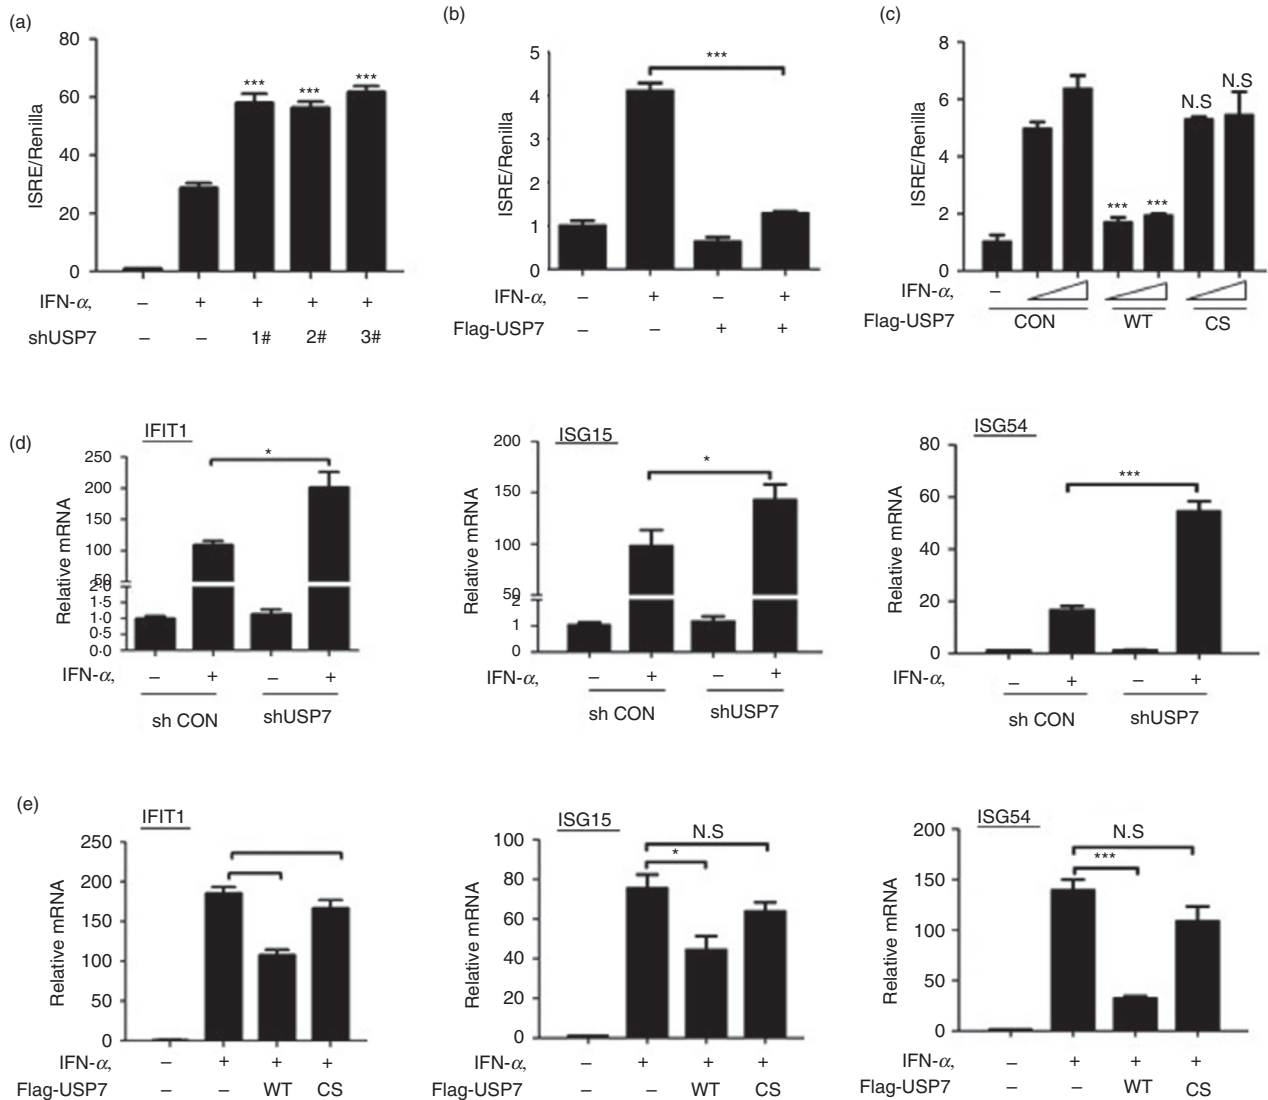 (a)
ISRE/Renilla
80
60
40
20
0
*** *** ***
IFN-α, – + + + +
shUSP7 – – 1# 2# 3#
(b)
ISRE/Renilla
5
4
3
2
1
0
***
IFN-α, – + – +
Flag-USP7 – – + +
(c)
ISRE/Renilla
8
6
4
2
0
*** *** N.S N.S
IFN-α, –
Flag-USP7 CON WT CS
(d)
IFIT1
Relative mRNA
250
200
150
100
50
2·0
1·5
1·0
0·5
0·0
*
IFN-α, – + – +
sh CON shUSP7
ISG15
Relative mRNA
200
150
100
50
2
1
0
*
IFN-α, – + – +
sh CON shUSP7
ISG54
Relative mRNA
80
60
40
20
0
***
IFN-α, – + – +
sh CON shUSP7
(e)
IFIT1
Relative mRNA
250
200
150
100
50
0
IFN-α, – + + +
Flag-USP7 – – WT CS
ISG15
Relative mRNA
100
80
60
40
20
0
N.S
*
IFN-α, – + + +
Flag-USP7 – – WT CS
ISG54
Relative mRNA
200
150
100
50
0
N.S
***
IFN-α, – + + +
Flag-USP7 – – WT CS